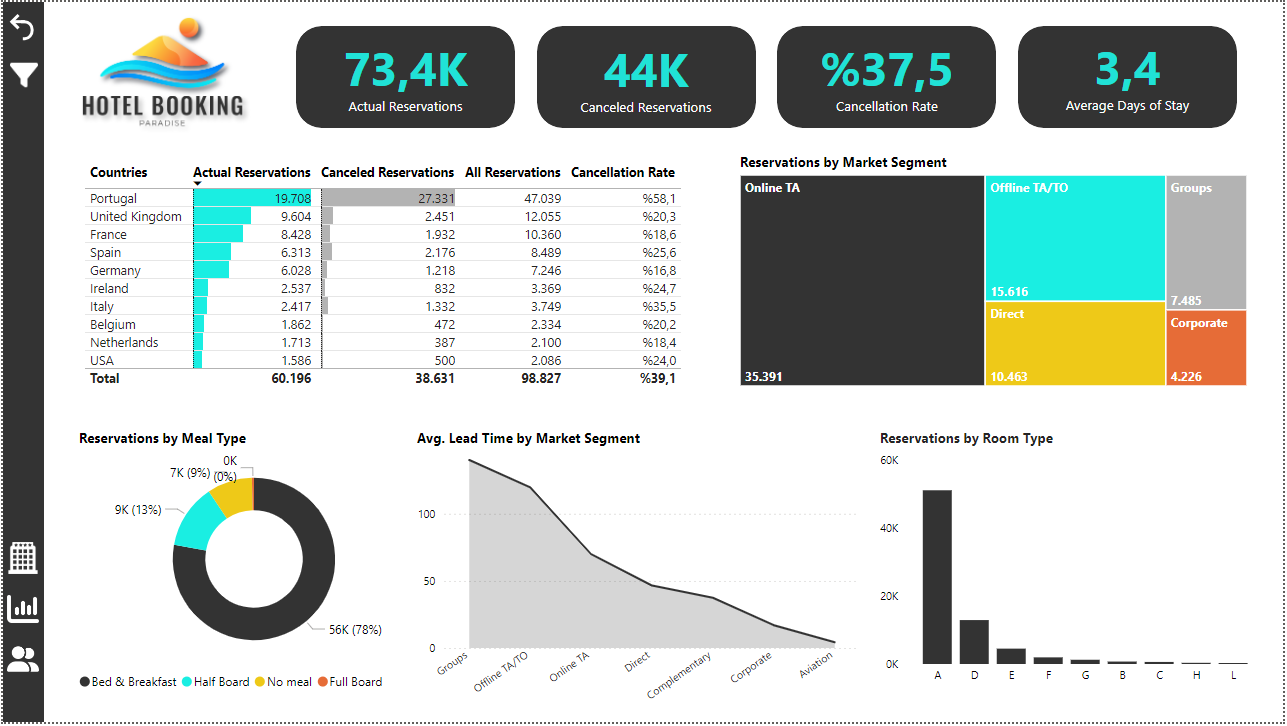 HOTEL BOOKING
PARADISE
73,4K
Actual Reservations
44K
Canceled Reservations
%37,5
Cancellation Rate
3,4
Average Days of Stay
Countries Actual Reservations Canceled Reservations All Reservations Cancellation Rate
Portugal 19.708 27.331 47.039 %58,1
United Kingdom 9.604 2.451 12.055 %20,3
France 8.428 1.932 10.360 %18,6
Spain 6.313 2.176 8.489 %25,6
Germany 6.028 1.218 7.246 %16,8
Ireland 2.537 832 3.369 %24,7
Italy 2.417 1.332 3.749 %35,5
Belgium 1.862 472 2.334 %20,2
Netherlands 1.713 387 2.100 %18,4
USA 1.586 500 2.086 %24,0
Total 60.196 38.631 98.827 %39,1
Reservations by Market Segment
Online TA
35.391
Offline TA/TO
15.616
Direct
10.463
Groups
7.485
Corporate
4.226
Reservations by Meal Type
0K
(0%)
7K (9%)
9K (13%)
56K (78%)
Bed & Breakfast Half Board No meal Full Board
Avg. Lead Time by Market Segment
100
50
0
Groups
Offline TA/TO
Online TA
Direct
Complementary
Corporate
Aviation
Reservations by Room Type
60K
40K
20K
0K
A D E F G B C H L